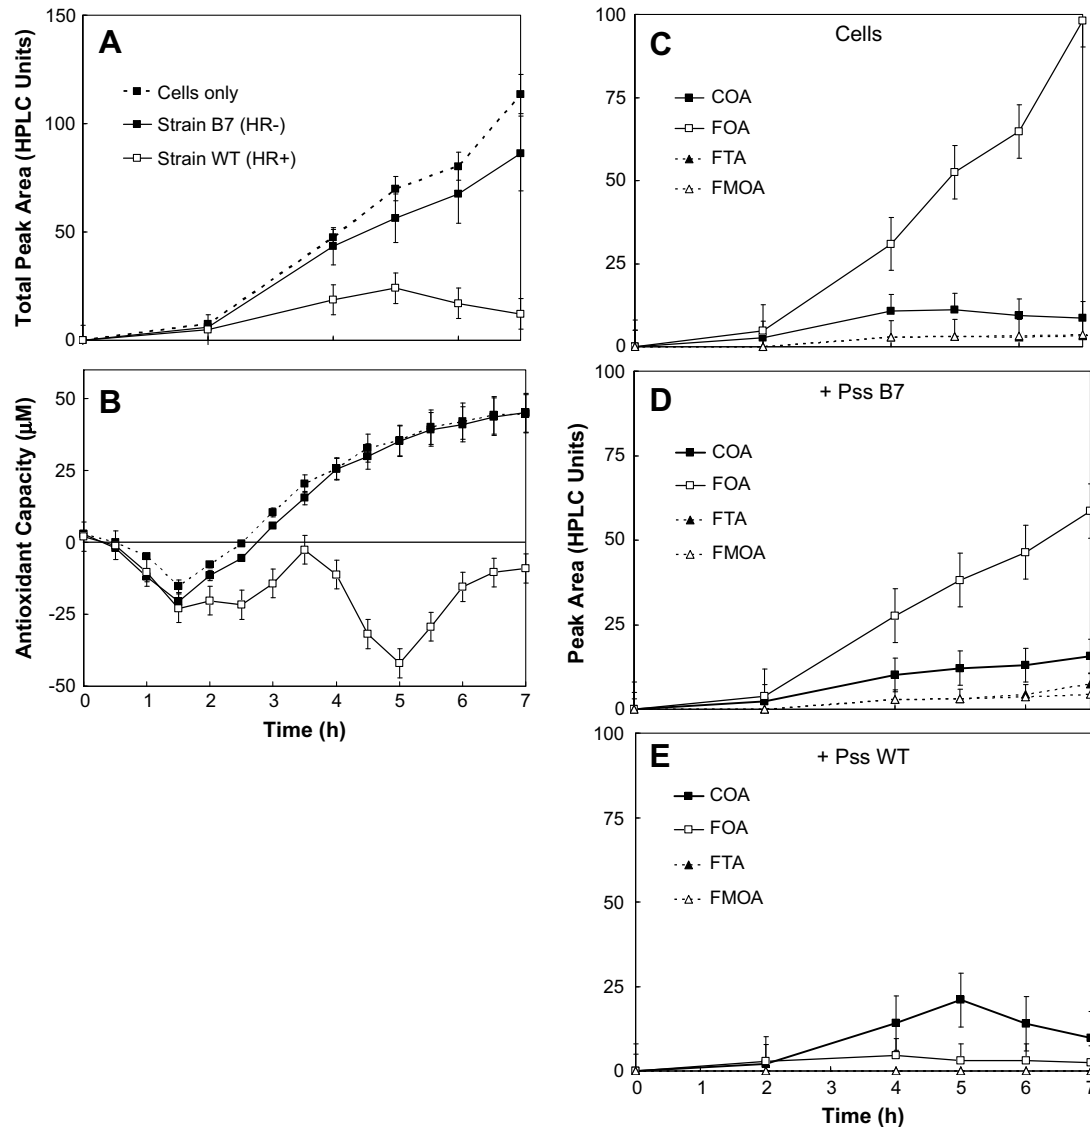 A
Total Peak Area (HPLC Units)
150
100
50
0
Cells only
Strain B7 (HR-)
Strain WT (HR+)
B
Antioxidant Capacity (µM)
50
25
0
-25
-50
0
1
2
3
4
5
6
7
Time (h)
C
Cells
100
75
50
25
0
COA
FOA
FTA
FMOA
D
+ Pss B7
Peak Area (HPLC Units)
100
75
50
25
0
COA
FOA
FTA
FMOA
E
+ Pss WT
100
75
50
25
0
COA
FOA
FTA
FMOA
0
1
2
3
4
5
6
7
Time (h)